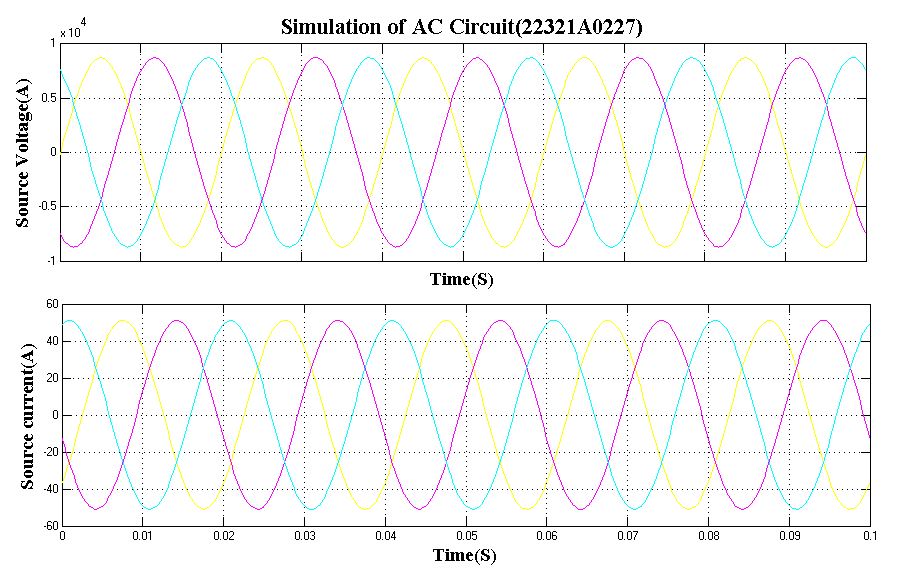 Simulation of AC Circuit(22321A0227)
x 10^4
Source Voltage(A)
1
0.5
0
-0.5
-1
Time(S)
Source current(A)
60
40
20
0
-20
-40
-60
0 0.01 0.02 0.03 0.04 0.05 0.06 0.07 0.08 0.09 0.1
Time(S)